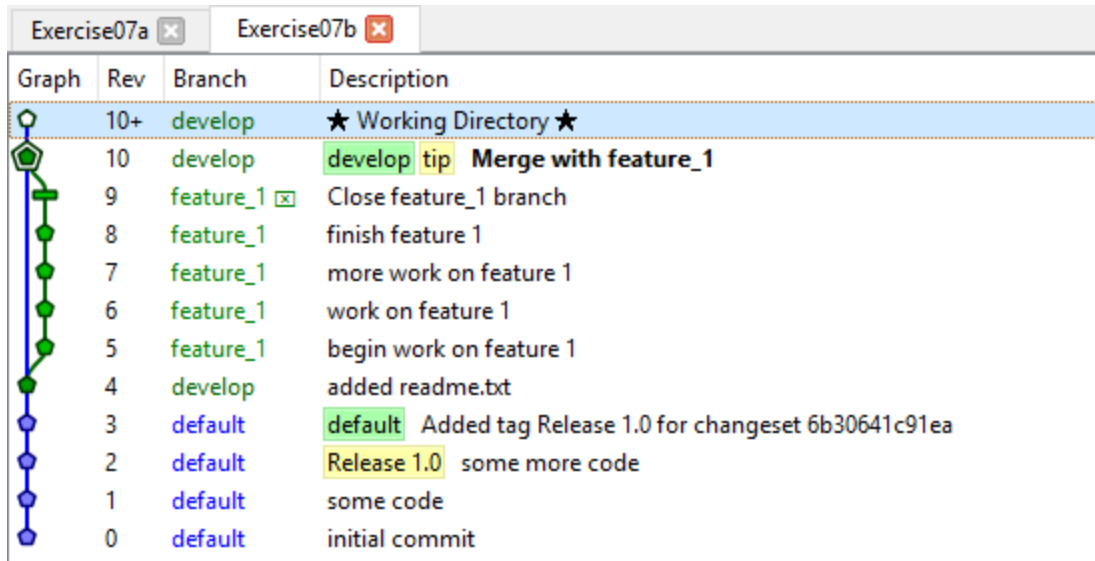 Exercise07a Exercise07b
Graph Rev Branch Description
10+ develop ★ Working Directory ★
10 develop develop tip Merge with feature_1
9 feature_1 Close feature_1 branch
8 feature_1 finish feature 1
7 feature_1 more work on feature 1
6 feature_1 work on feature 1
5 feature_1 begin work on feature 1
4 develop added readme.txt
3 default default Added tag Release 1.0 for changeset 6b30641c91ea
2 default Release 1.0 some more code
1 default some code
0 default initial commit